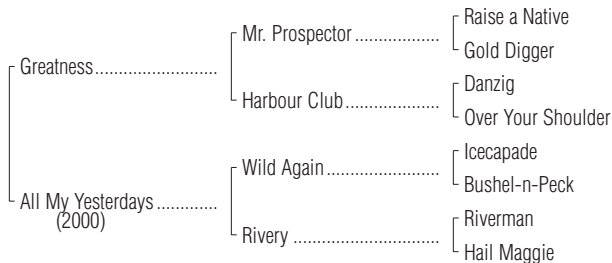 Raise a Native
Mr. Prospector ..................
Gold Digger
Greatness..........................
Danzig
Harbour Club....................
Over Your Shoulder
Icecapade
Wild Again ........................
Bushel-n-Peck
All My Yesterdays .............
(2000)
Riverman
Rivery ...............................
Hail Maggie